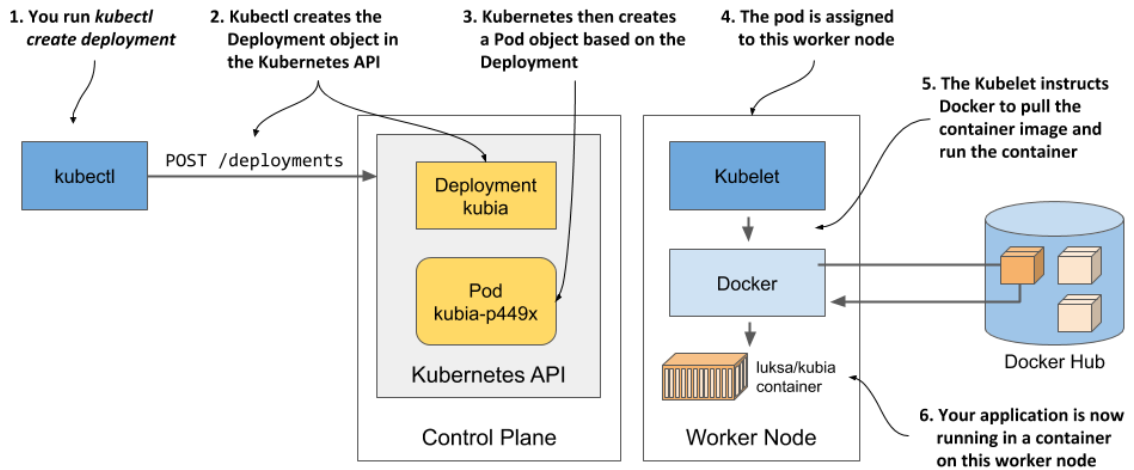 1. You run kubectl
create deployment
2. Kubectl creates the
Deployment object in
the Kubernetes API
3. Kubernetes then creates
a Pod object based on the
Deployment
4. The pod is assigned
to this worker node
5. The Kubelet instructs
Docker to pull the
container image and
run the container
kubectl
POST /deployments
Deployment
kubia
Pod
kubia-p449x
Kubernetes API
Control Plane
Kubelet
Docker
luksa/kubia
container
Worker Node
Docker Hub
6. Your application is now
running in a container
on this worker node